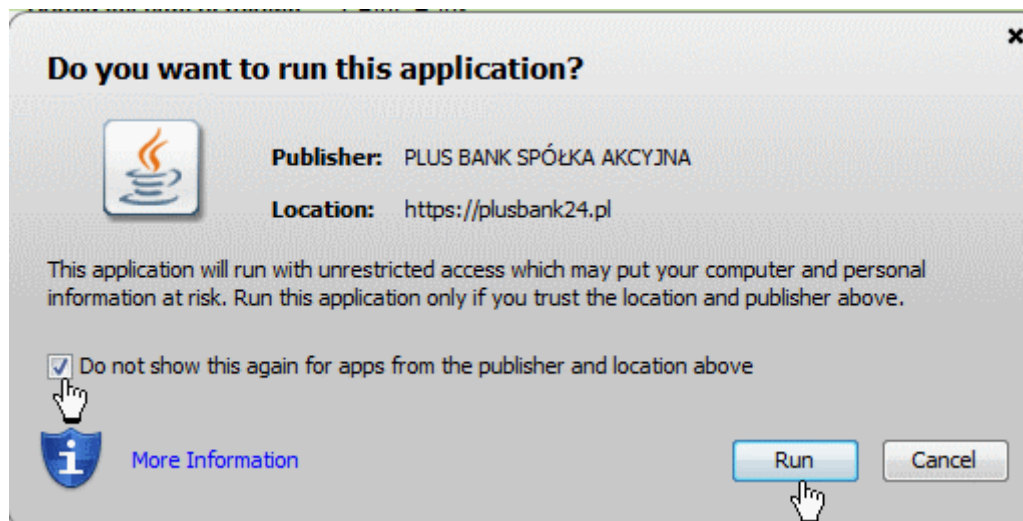 Do you want to run this application?
Publisher: PLUS BANK SPÓŁKA AKCYJNA
Location: https://plusbank24.pl
This application will run with unrestricted access which may put your computer and personal
information at risk. Run this application only if you trust the location and publisher above.
Do not show this again for apps from the publisher and location above
More Information
Run
Cancel